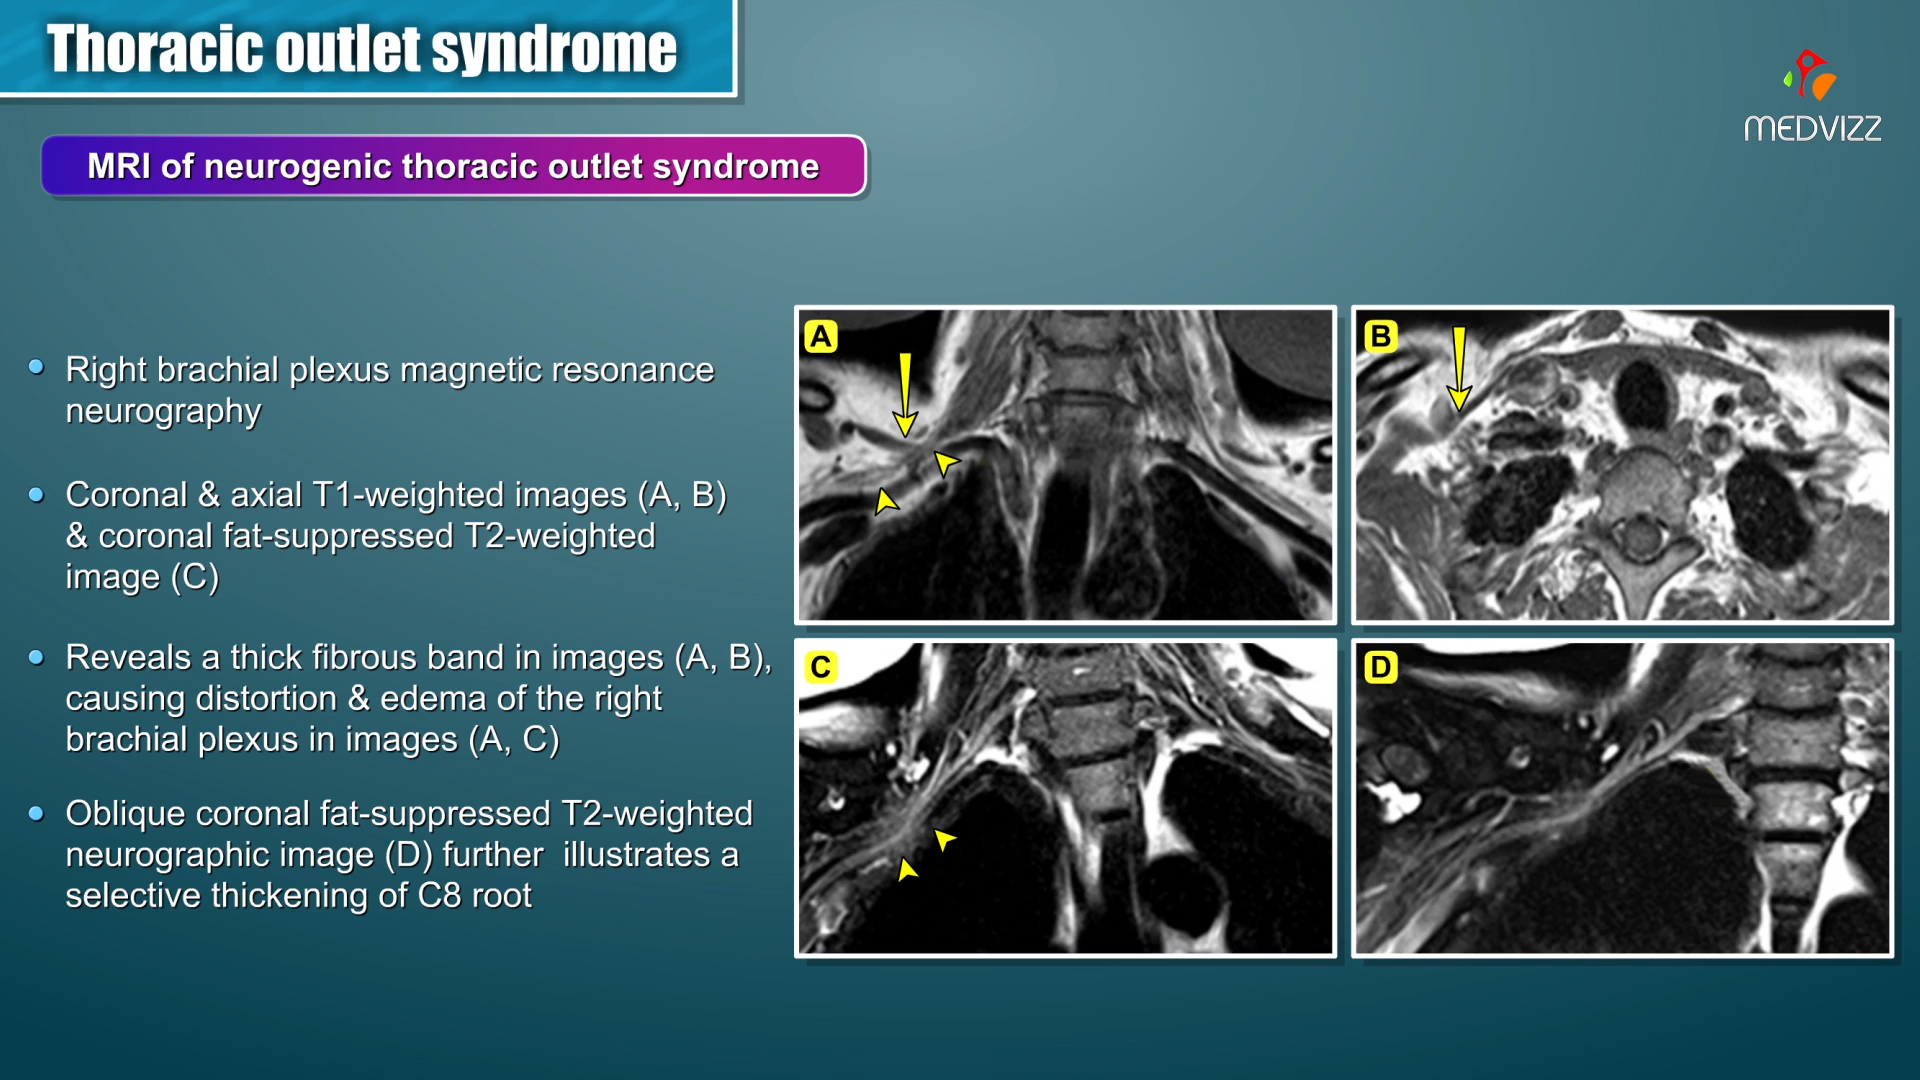 Thoracic outlet syndrome
MEDVIZZ
MRI of neurogenic thoracic outlet syndrome
Right brachial plexus magnetic resonance
neurography
Coronal & axial T1-weighted images (A, B)
& coronal fat-suppressed T2-weighted
image (C)
Reveals a thick fibrous band in images (A, B),
causing distortion & edema of the right
brachial plexus in images (A, C)
Oblique coronal fat-suppressed T2-weighted
neurographic image (D) further illustrates a
selective thickening of C8 root
A
B
C
D